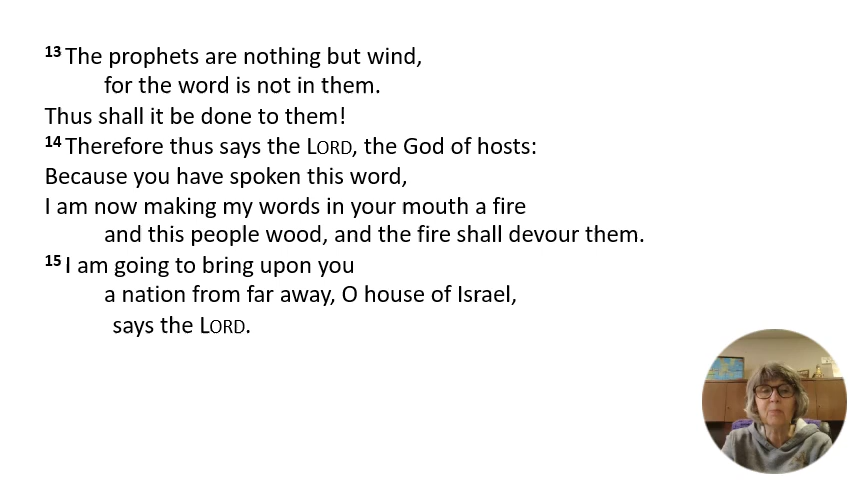 13 The prophets are nothing but wind,
for the word is not in them.
Thus shall it be done to them!
14 Therefore thus says the LORD, the God of hosts:
Because you have spoken this word,
I am now making my words in your mouth a fire
and this people wood, and the fire shall devour them.
15 I am going to bring upon you
a nation from far away, O house of Israel,
says the LORD.